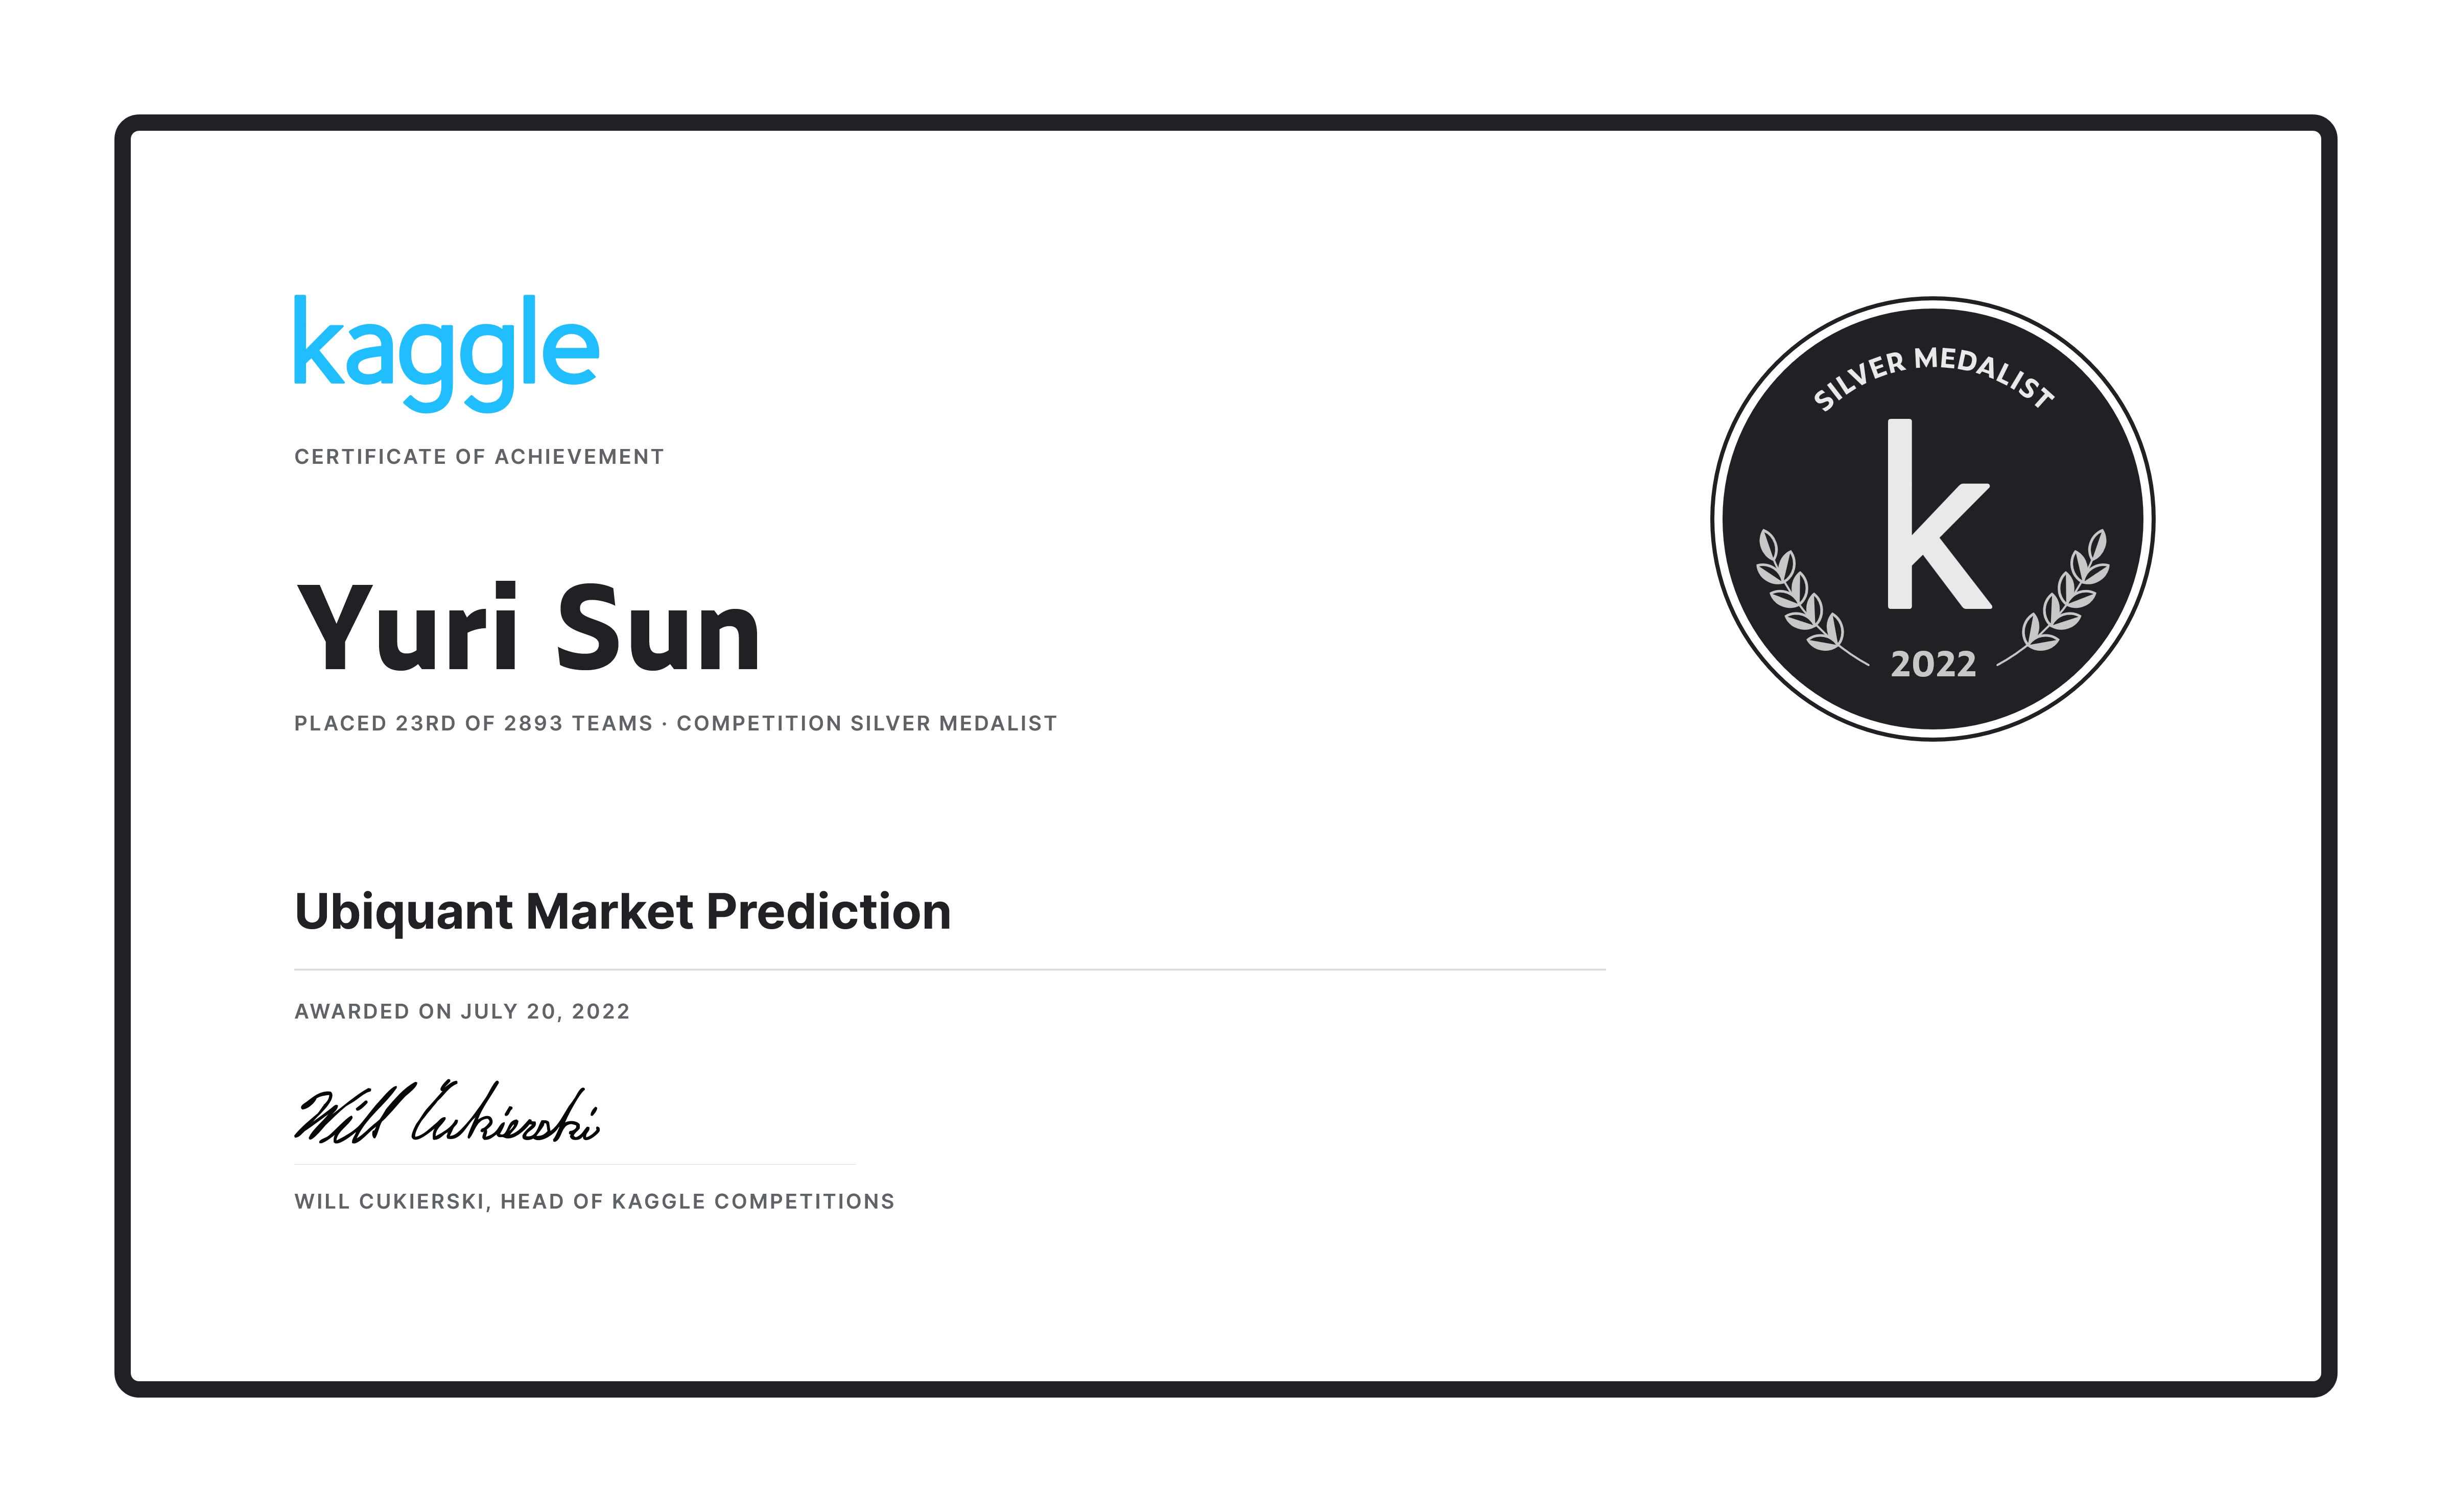 kaggle
CERTIFICATE OF ACHIEVEMENT
Yuri Sun
PLACED 23RD OF 2893 TEAMS · COMPETITION SILVER MEDALIST
SILVER MEDALIST
k
2022
Ubiquant Market Prediction
AWARDED ON JULY 20, 2022
Will Cukierski
WILL CUKIERSKI, HEAD OF KAGGLE COMPETITIONS